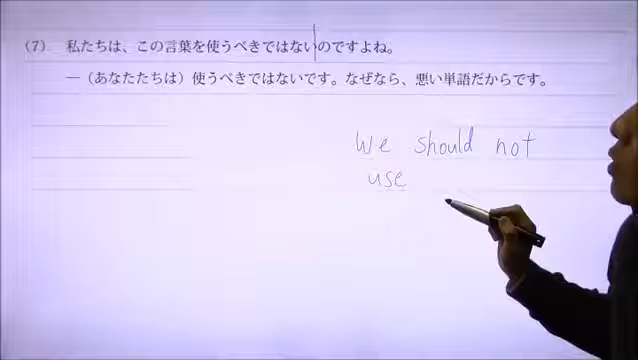 (7) 私たちは、この言葉を使うべきではないのですよね。
―(あなたたちは)使うべきではないです。なぜなら、悪い単語だからです。
We should not
use